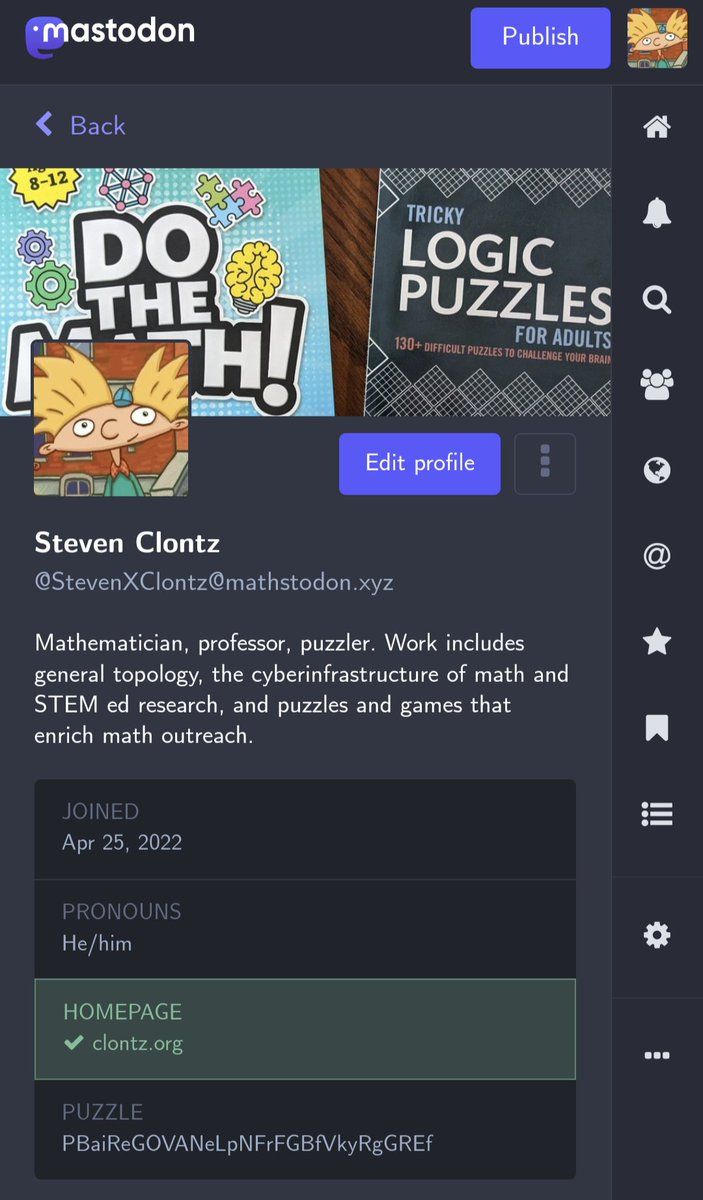 mastodon
Publish
Back
8-12
DO
THE
MATH!
TRICKY
LOGIC
PUZZLES
FOR ADULTS
130+ DIFFICULT PUZZLES TO CHALLENGE YOUR BRAIN
Edit profile
Steven Clontz
@StevenXClontz@mathstodon.xyz
Mathematician, professor, puzzler. Work includes
general topology, the cyberinfrastructure of math and
STEM ed research, and puzzles and games that
enrich math outreach.
JOINED
Apr 25, 2022
PRONOUNS
He/him
HOMEPAGE
✔ clontz.org
PUZZLE
PBaiReGOVANeLpNFrFGBfVkyRgGREf